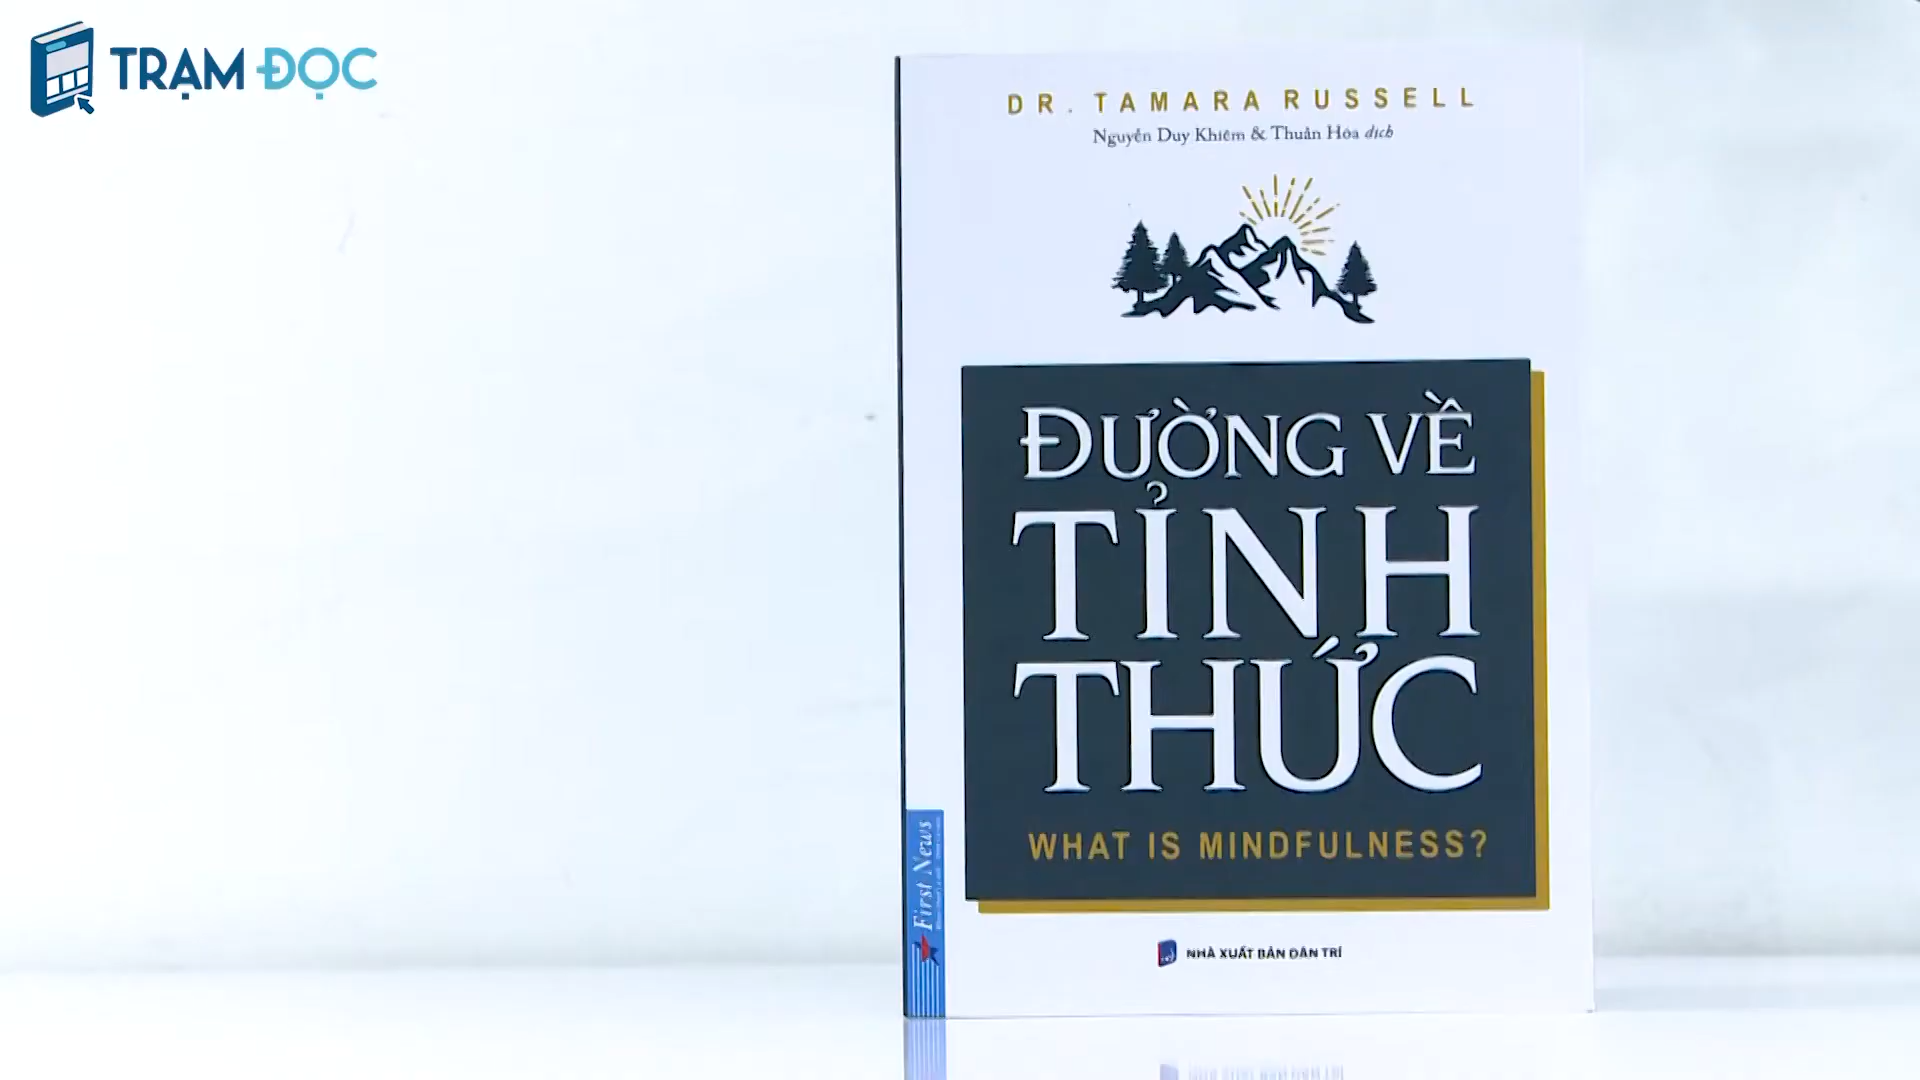 TRẠM ĐỌC
DR. TAMARA RUSSELL
Nguyễn Duy Khiêm & Thuần Hòa dịch
ĐƯỜNG VỀ
TỈNH
THỨC
WHAT IS MINDFULNESS?
First News
NHÀ XUẤT BẢN DÂN TRÍ